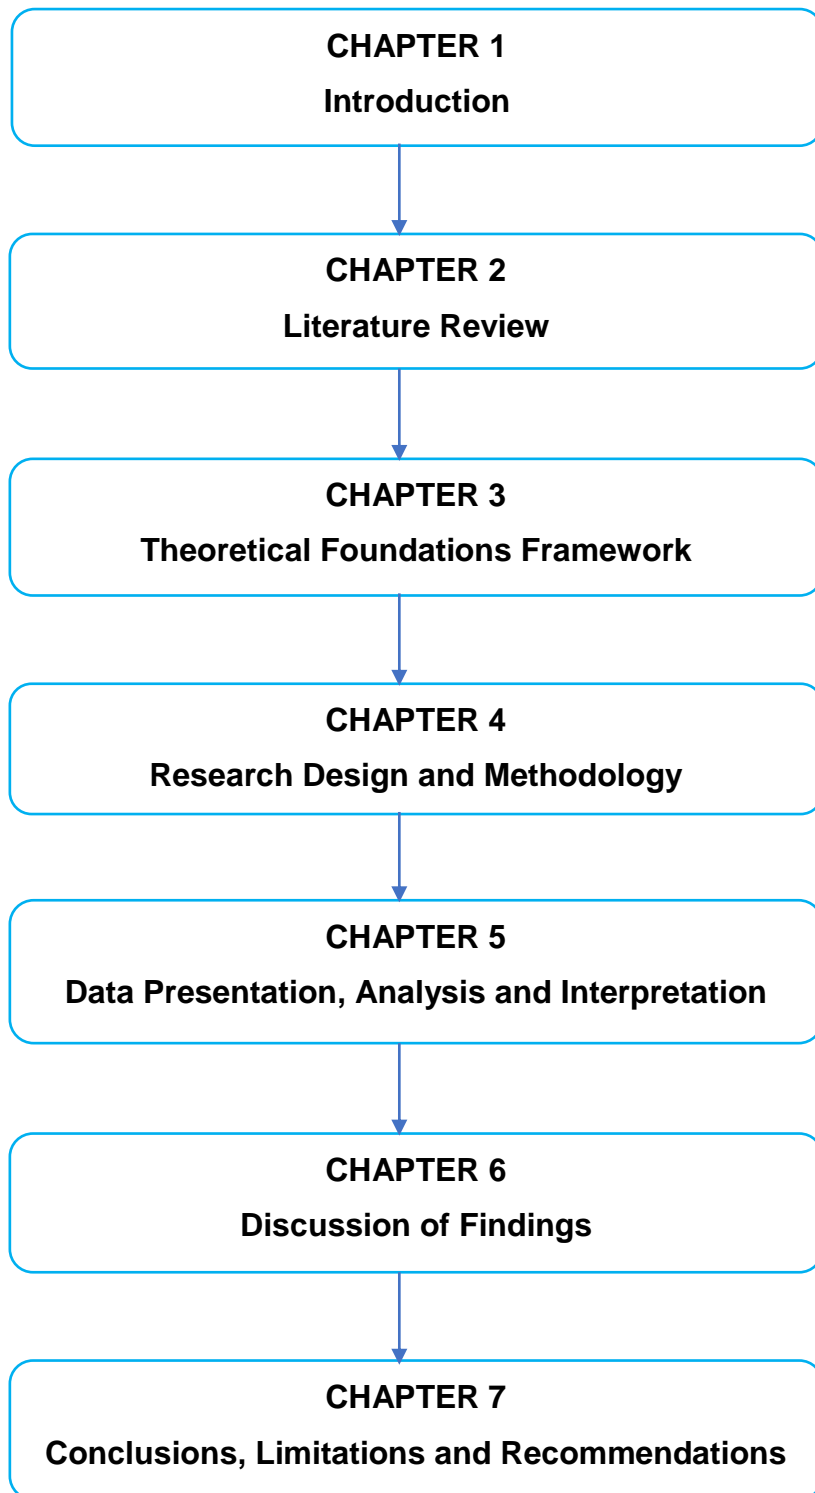 CHAPTER 1
Introduction
CHAPTER 2
Literature Review
CHAPTER 3
Theoretical Foundations Framework
CHAPTER 4
Research Design and Methodology
CHAPTER 5
Data Presentation, Analysis and Interpretation
CHAPTER 6
Discussion of Findings
CHAPTER 7
Conclusions, Limitations and Recommendations